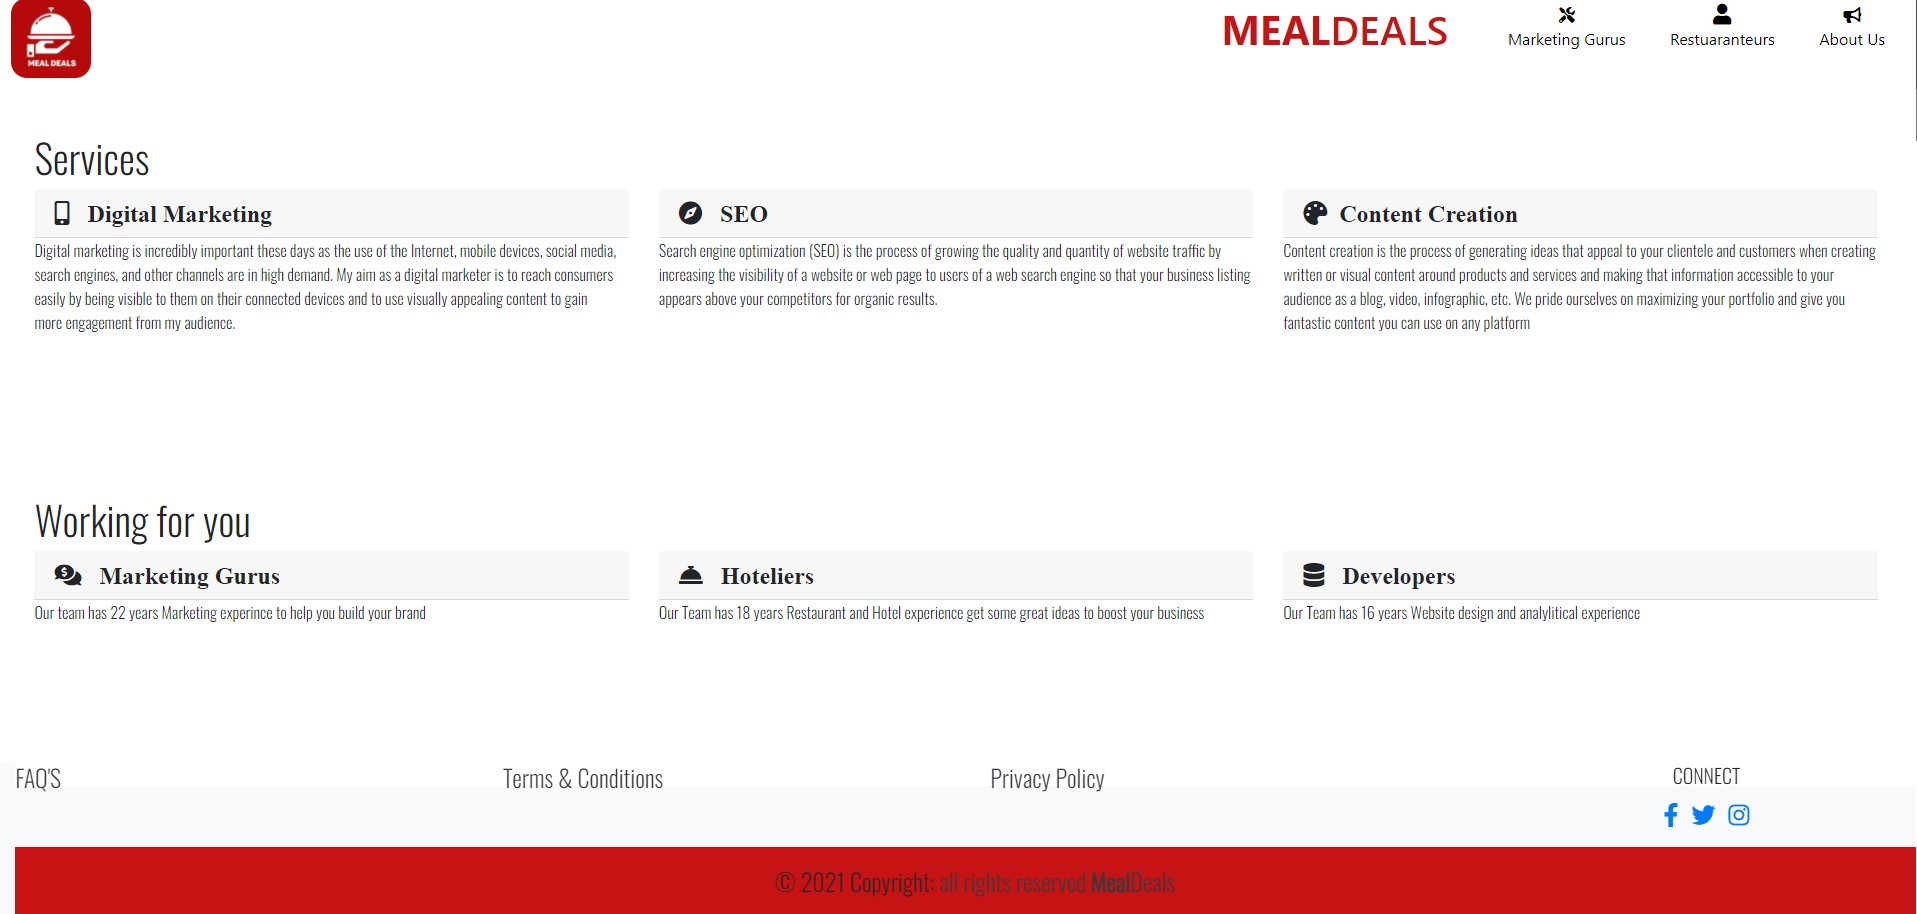 MEAL DEALS
MEALDEALS
Marketing Gurus
Restuaranteurs
About Us
Services
Digital Marketing
Digital marketing is incredibly important these days as the use of the Internet, mobile devices, social media,
search engines, and other channels are in high demand. My aim as a digital marketer is to reach consumers
easily by being visible to them on their connected devices and to use visually appealing content to gain
more engagement from my audience.
SEO
Search engine optimization (SEO) is the process of growing the quality and quantity of website traffic by
increasing the visibility of a website or web page to users of a web search engine so that your business listing
appears above your competitors for organic results.
Content Creation
Content creation is the process of generating ideas that appeal to your clientele and customers when creating
written or visual content around products and services and making that information accessible to your
audience as a blog, video, infographic, etc. We pride ourselves on maximizing your portfolio and give you
fantastic content you can use on any platform
Working for you
Marketing Gurus
Our team has 22 years Marketing experince to help you build your brand
Hoteliers
Our Team has 18 years Restaurant and Hotel experience get some great ideas to boost your business
Developers
Our Team has 16 years Website design and analylitical experience
FAQ'S
Terms & Conditions
Privacy Policy
CONNECT
© 2021 Copyright: all rights reserved MealDeals